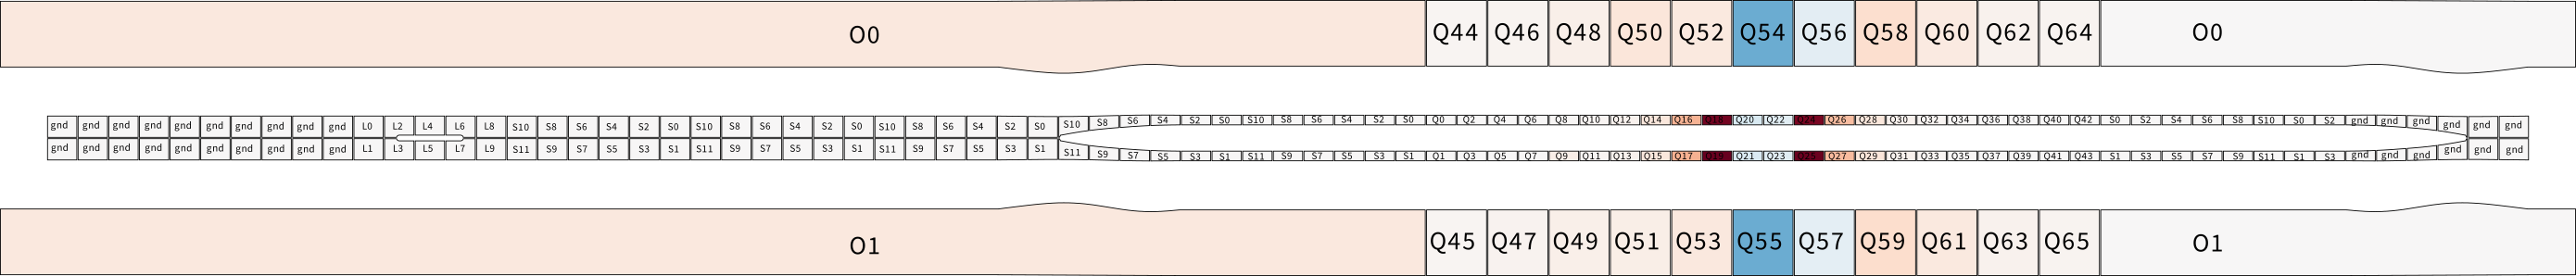 O0 Q44 Q46 Q48 Q50 Q52 Q54 Q56 Q58 Q60 Q62 Q64 O0
gnd gnd gnd gnd gnd gnd gnd gnd gnd gnd L0 L2 L4 L6 L8 S10 S8 S6 S4 S2 S0 S10 S8 S6 S4 S2 S0 S10 S8 S6 S4 S2 S0 S10 S8 S6 S4 S2 S0 S10 S8 S6 S4 S2 S0 Q0 Q2 Q4 Q6 Q8 Q10 Q12 Q14 Q16 Q18 Q20 Q22 Q24 Q26 Q28 Q30 Q32 Q34 Q36 Q38 Q40 Q42 S0 S2 S4 S6 S8 S10 S0 S2 gnd gnd gnd gnd gnd gnd
gnd gnd gnd gnd gnd gnd gnd gnd gnd gnd L1 L3 L5 L7 L9 S11 S9 S7 S5 S3 S1 S11 S9 S7 S5 S3 S1 S11 S9 S7 S5 S3 S1 S11 S9 S7 S5 S3 S1 S11 S9 S7 S5 S3 S1 Q1 Q3 Q5 Q7 Q9 Q11 Q13 Q15 Q17 Q19 Q21 Q23 Q25 Q27 Q29 Q31 Q33 Q35 Q37 Q39 Q41 Q43 S1 S3 S5 S7 S9 S11 S1 S3 gnd gnd gnd gnd gnd gnd
O1 Q45 Q47 Q49 Q51 Q53 Q55 Q57 Q59 Q61 Q63 Q65 O1